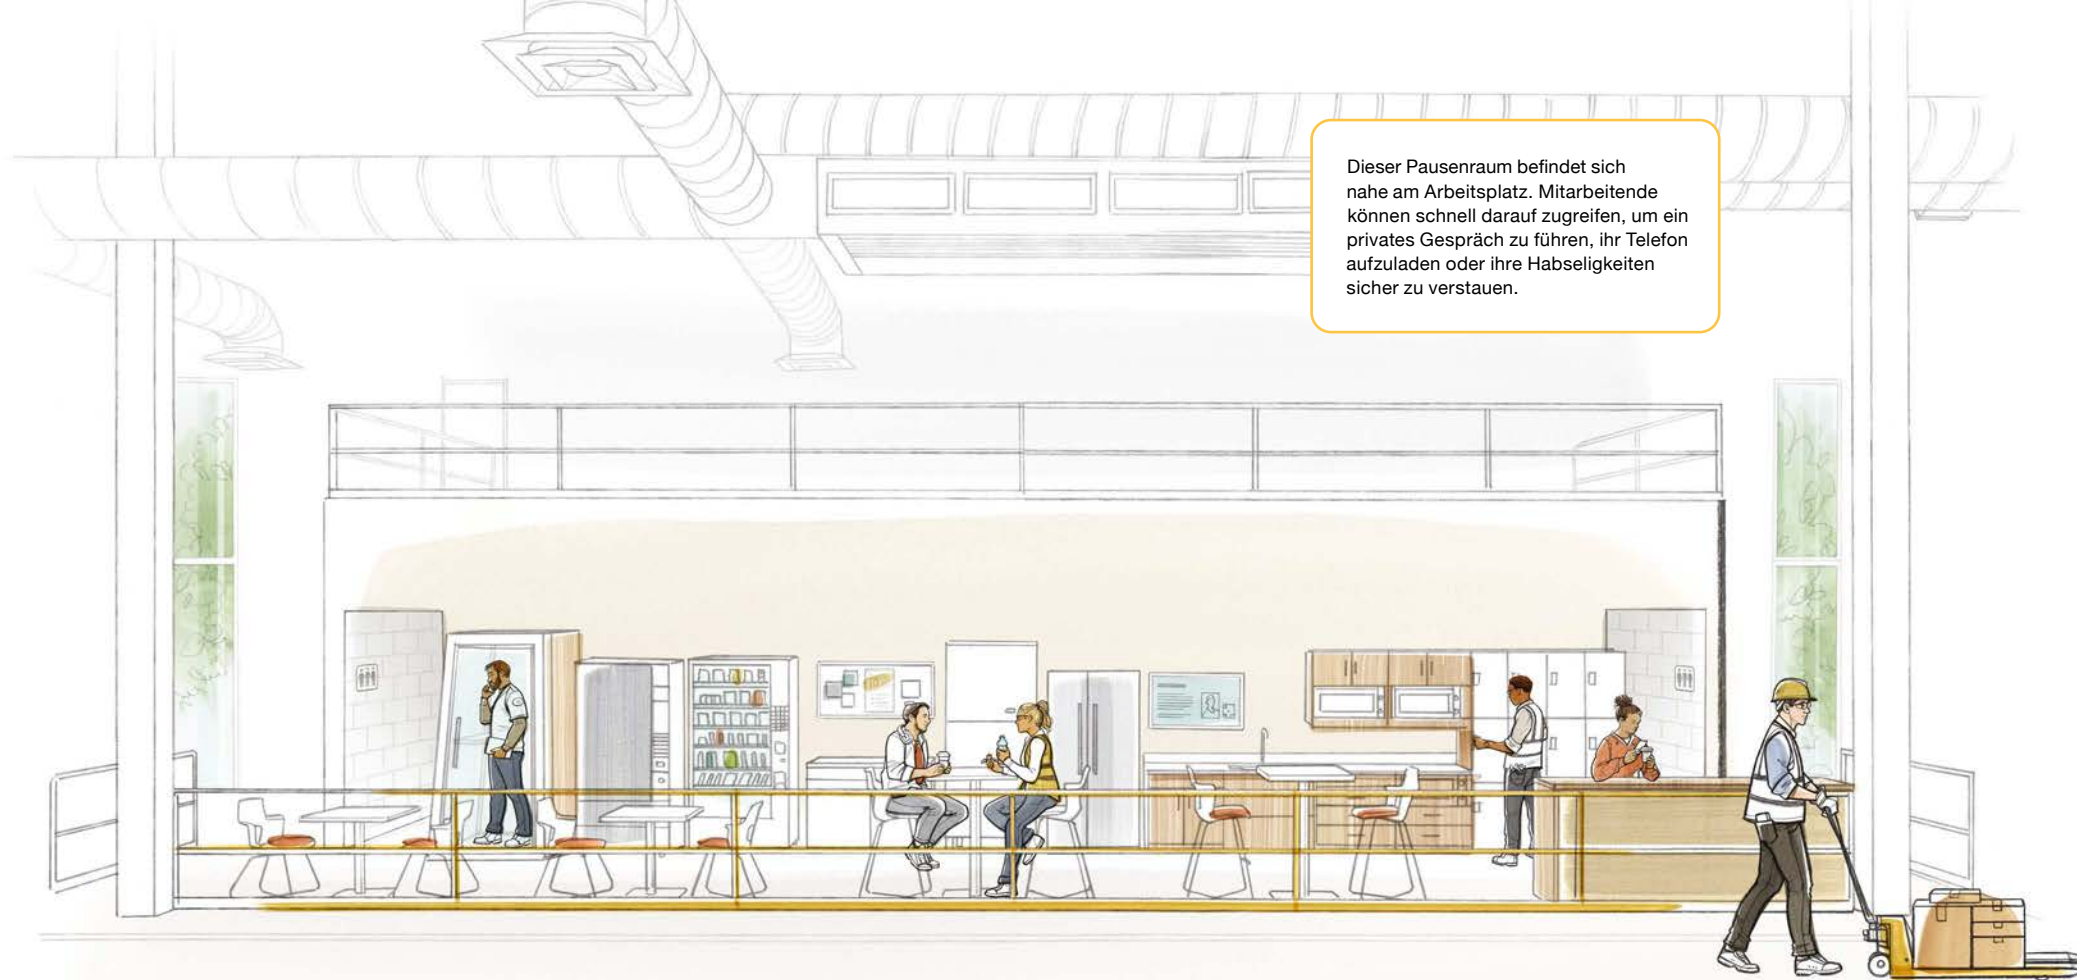 Dieser Pausenraum befindet sich
nahe am Arbeitsplatz. Mitarbeitende
können schnell darauf zugreifen, um ein
privates Gespräch zu führen, ihr Telefon
aufzuladen oder ihre Habseligkeiten
sicher zu verstauen.